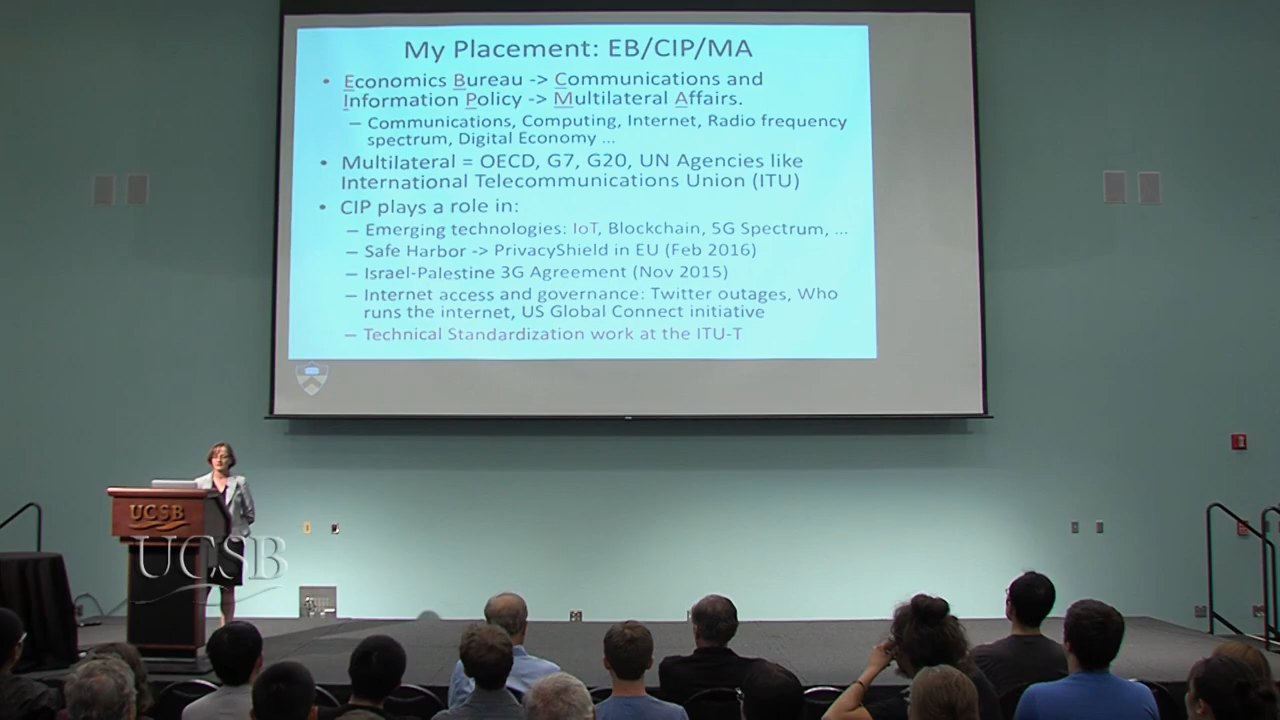 My Placement: EB/CIP/MA
• Economics Bureau -> Communications and
Information Policy -> Multilateral Affairs.
– Communications, Computing, Internet, Radio frequency
spectrum, Digital Economy ...
• Multilateral = OECD, G7, G20, UN Agencies like
International Telecommunications Union (ITU)
• CIP plays a role in:
– Emerging technologies: IoT, Blockchain, 5G Spectrum, ...
– Safe Harbor -> PrivacyShield in EU (Feb 2016)
– Israel-Palestine 3G Agreement (Nov 2015)
– Internet access and governance: Twitter outages, Who
runs the internet, US Global Connect initiative
– Technical Standardization work at the ITU-T
UCSB
UCSB